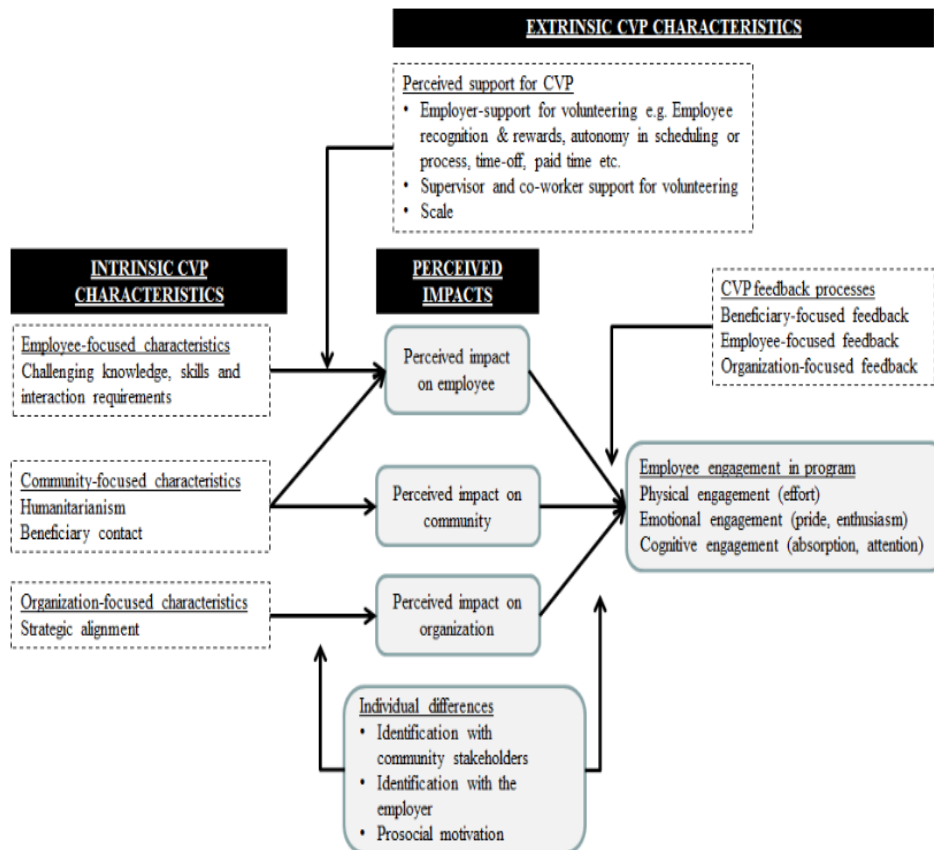 EXTRINSIC CVP CHARACTERISTICS
Perceived support for CVP
• Employer-support for volunteering e.g. Employee
recognition & rewards, autonomy in scheduling or
process, time-off, paid time etc.
• Supervisor and co-worker support for volunteering
• Scale
INTRINSIC CVP
CHARACTERISTICS
PERCEIVED
IMPACTS
CVP feedback processes
Beneficiary-focused feedback
Employee-focused feedback
Organization-focused feedback
Employee-focused characteristics
Challenging knowledge, skills and
interaction requirements
Perceived impact
on employee
Community-focused characteristics
Humanitarianism
Beneficiary contact
Perceived impact on
community
Employee engagement in program
Physical engagement (effort)
Emotional engagement (pride, enthusiasm)
Cognitive engagement (absorption, attention)
Organization-focused characteristics
Strategic alignment
Perceived impact on
organization
Individual differences
• Identification with
community stakeholders
• Identification with the
employer
• Prosocial motivation